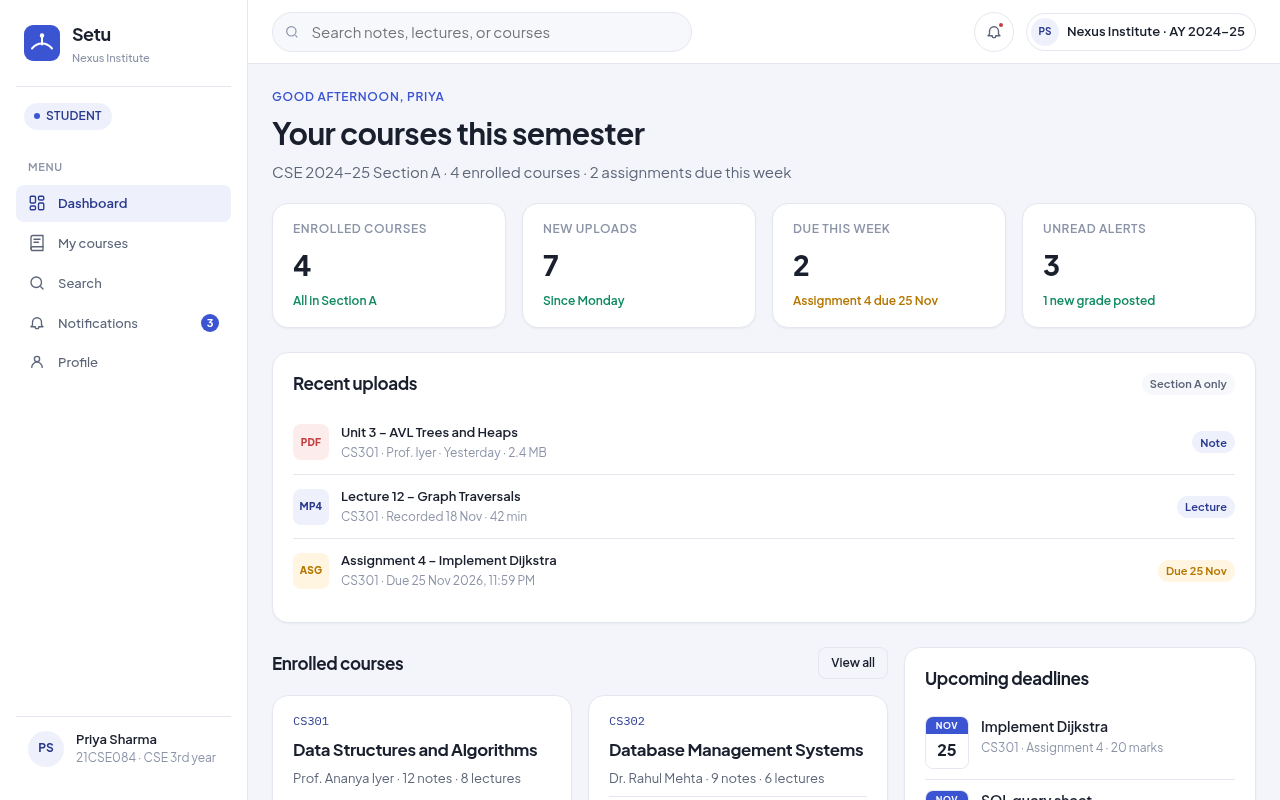 Setu
Nexus Institute
STUDENT
MENU
Dashboard
My courses
Search
Notifications
3
Profile
PS
Priya Sharma
21CSE084 · CSE 3rd year
Search notes, lectures, or courses
PS
Nexus Institute · AY 2024–25
GOOD AFTERNOON, PRIYA
Your courses this semester
CSE 2024–25 Section A · 4 enrolled courses · 2 assignments due this week
ENROLLED COURSES
4
All in Section A
NEW UPLOADS
7
Since Monday
DUE THIS WEEK
2
Assignment 4 due 25 Nov
UNREAD ALERTS
3
1 new grade posted
Recent uploads
Section A only
PDF
Unit 3 – AVL Trees and Heaps
CS301 · Prof. Iyer · Yesterday · 2.4 MB
Note
MP4
Lecture 12 – Graph Traversals
CS301 · Recorded 18 Nov · 42 min
Lecture
ASG
Assignment 4 – Implement Dijkstra
CS301 · Due 25 Nov 2026, 11:59 PM
Due 25 Nov
Enrolled courses
View all
CS301
Data Structures and Algorithms
Prof. Ananya Iyer · 12 notes · 8 lectures
CS302
Database Management Systems
Dr. Rahul Mehta · 9 notes · 6 lectures
Upcoming deadlines
NOV
25
Implement Dijkstra
CS301 · Assignment 4 · 20 marks
NOV
SQL query sheet